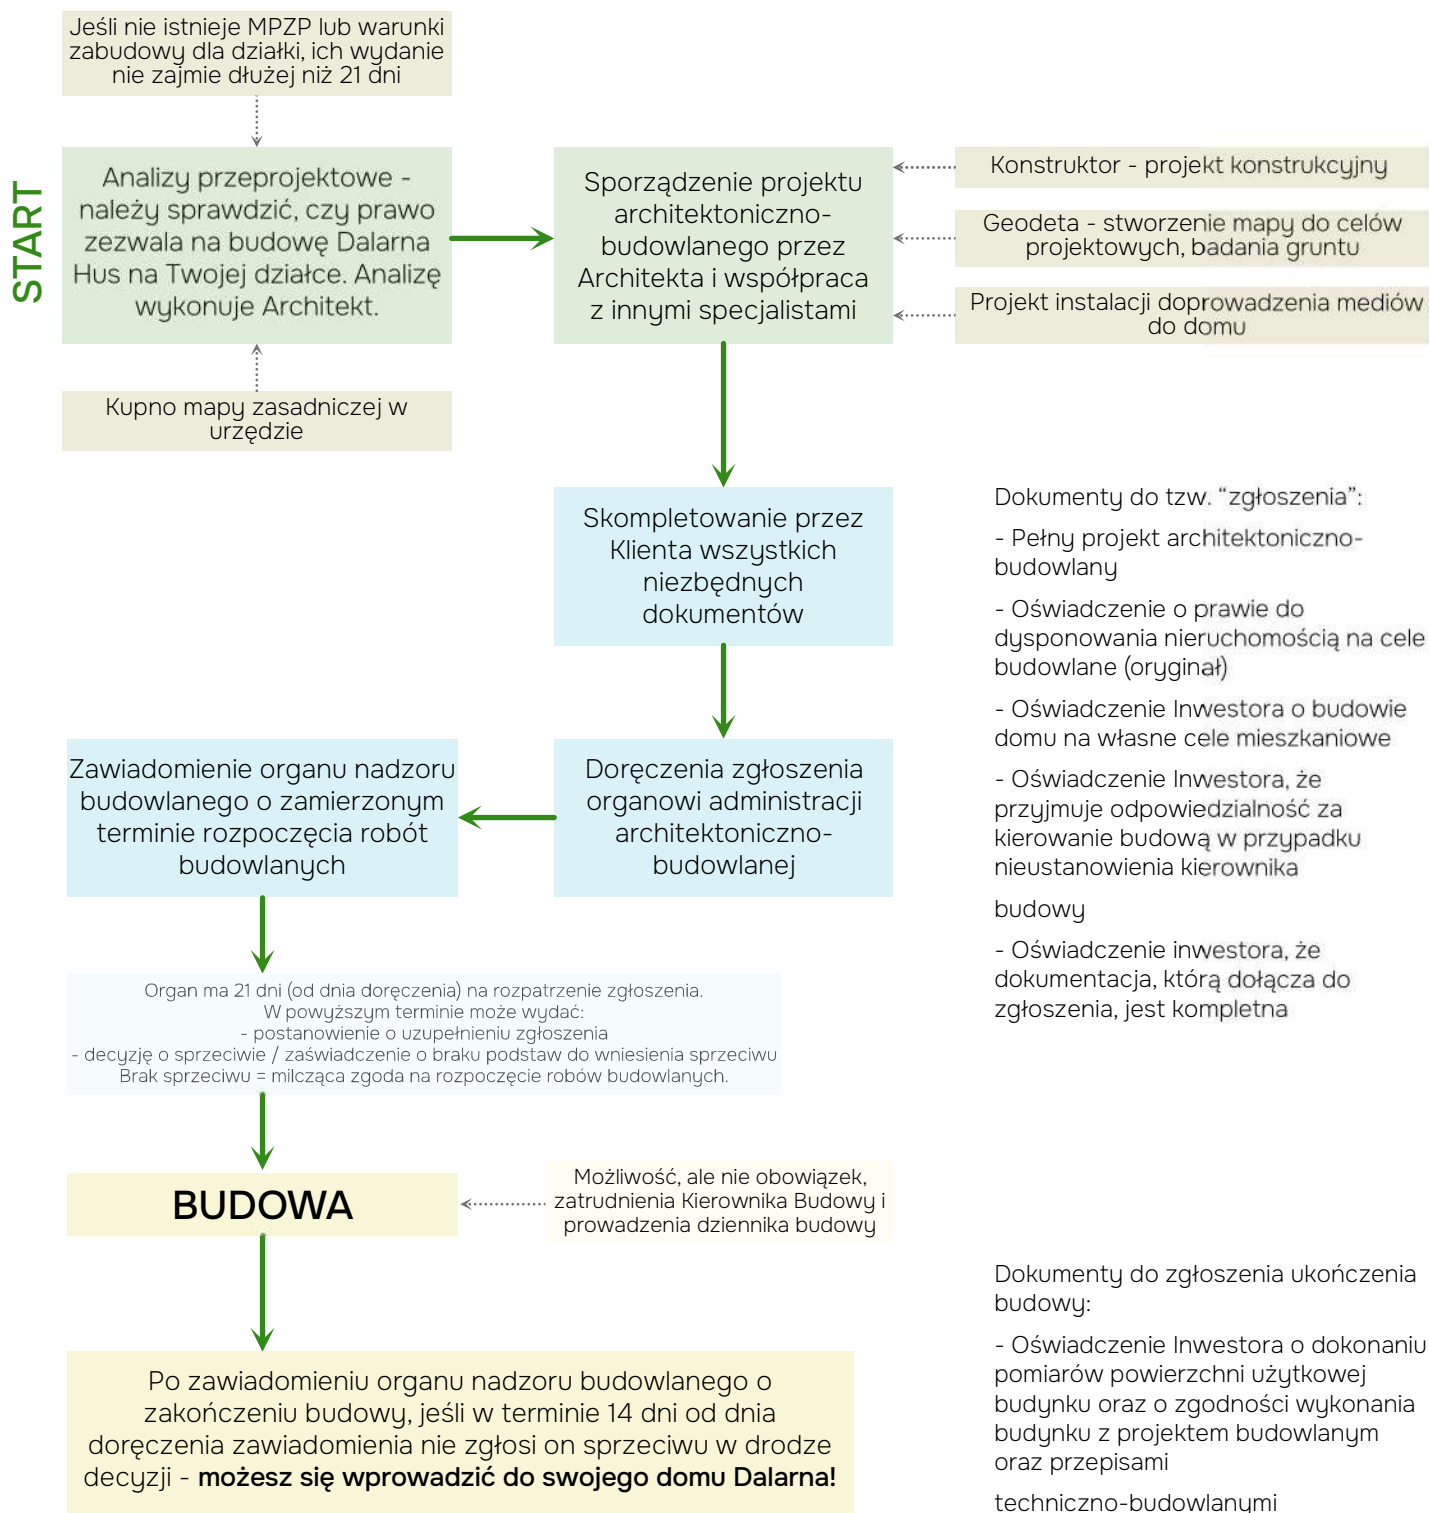 Jeśli nie istnieje MPZP lub warunki
zabudowy dla działki, ich wydanie
nie zajmie dłużej niż 21 dni
START
Analizy przeprojektowe -
należy sprawdzić, czy prawo
zezwala na budowę Dalarna
Hus na Twojej działce. Analizę
wykonuje Architekt.
Kupno mapy zasadniczej w
urzędzie
Sporządzenie projektu
architektoniczno-
budowlanego przez
Architekta i współpraca
z innymi specjalistami
Konstruktor - projekt konstrukcyjny
Geodeta - stworzenie mapy do celów
projektowych, badania gruntu
Projekt instalacji doprowadzenia mediów
do domu
Skompletowanie przez
Klienta wszystkich
niezbędnych
dokumentów
Dokumenty do tzw. “zgłoszenia”:
- Pełny projekt architektoniczno-
budowlany
- Oświadczenie o prawie do
dysponowania nieruchomością na cele
budowlane (oryginał)
- Oświadczenie Inwestora o budowie
domu na własne cele mieszkaniowe
- Oświadczenie Inwestora, że
przyjmuje odpowiedzialność za
kierowanie budową w przypadku
nieustanowienia kierownika
budowy
- Oświadczenie inwestora, że
dokumentacja, którą dołącza do
zgłoszenia, jest kompletna
Doręczenia zgłoszenia
organowi administracji
architektoniczno-
budowlanej
Zawiadomienie organu nadzoru
budowlanego o zamierzonym
terminie rozpoczęcia robót
budowlanych
Organ ma 21 dni (od dnia doręczenia) na rozpatrzenie zgłoszenia.
W powyższym terminie może wydać:
- postanowienie o uzupełnieniu zgłoszenia
- decyzję o sprzeciwie / zaświadczenie o braku podstaw do wniesienia sprzeciwu
Brak sprzeciwu = milcząca zgoda na rozpoczęcie robów budowlanych.
BUDOWA
Możliwość, ale nie obowiązek,
zatrudnienia Kierownika Budowy i
prowadzenia dziennika budowy
Po zawiadomieniu organu nadzoru budowlanego o
zakończeniu budowy, jeśli w terminie 14 dni od dnia
doręczenia zawiadomienia nie zgłosi on sprzeciwu w drodze
decyzji - możesz się wprowadzić do swojego domu Dalarna!
Dokumenty do zgłoszenia ukończenia
budowy:
- Oświadczenie Inwestora o dokonaniu
pomiarów powierzchni użytkowej
budynku oraz o zgodności wykonania
budynku z projektem budowlanym
oraz przepisami
techniczno-budowlanymi